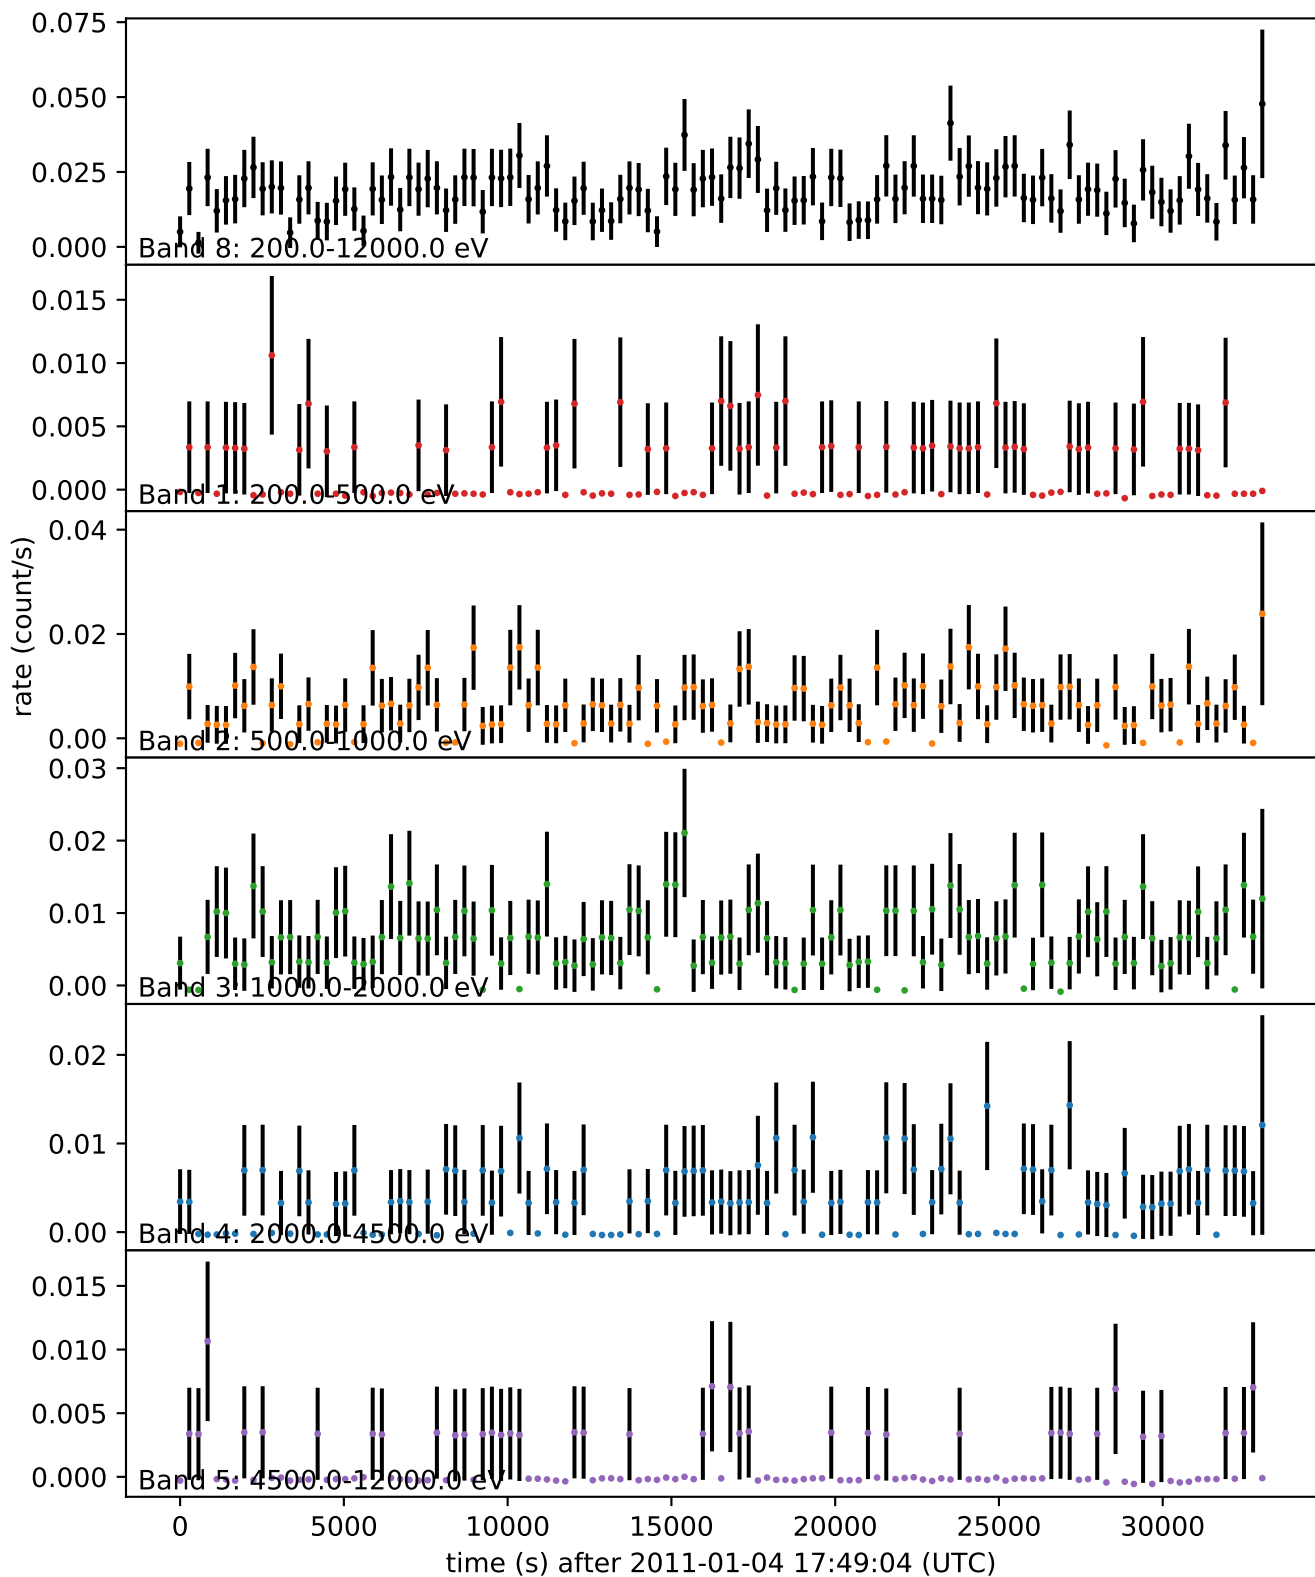 0.075
0.050
0.025
0.000
Band 8: 200.0-12000.0 eV
0.015
0.010
0.005
0.000
Band 1: 200.0-500.0 eV
0.04
0.02
0.00
Band 2: 500.0-1000.0 eV
rate (count/s)
0.03
0.02
0.01
0.00
Band 3: 1000.0-2000.0 eV
0.02
0.01
0.00
Band 4: 2000.0-4500.0 eV
0.015
0.010
0.005
0.000
Band 5: 4500.0-12000.0 eV
0 5000 10000 15000 20000 25000 30000
time (s) after 2011-01-04 17:49:04 (UTC)